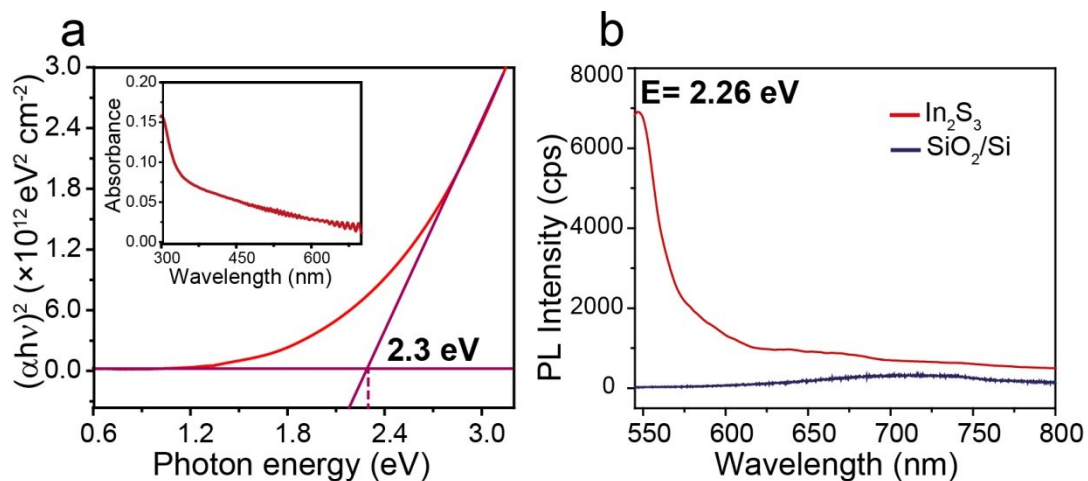 a
(αhν)² (×10¹² eV² cm⁻²)
3.0
2.4
1.8
1.2
6.0
0.0
0.6
1.2
1.8
2.4
3.0
Photon energy (eV)
2.3 eV
Absorbance
0.20
0.15
0.10
0.05
0.00
300
450
600
Wavelength (nm)
b
PL Intensity (cps)
8000
6000
4000
2000
0
550
600
650
700
750
800
Wavelength (nm)
E= 2.26 eV
In₂S₃
SiO₂/Si